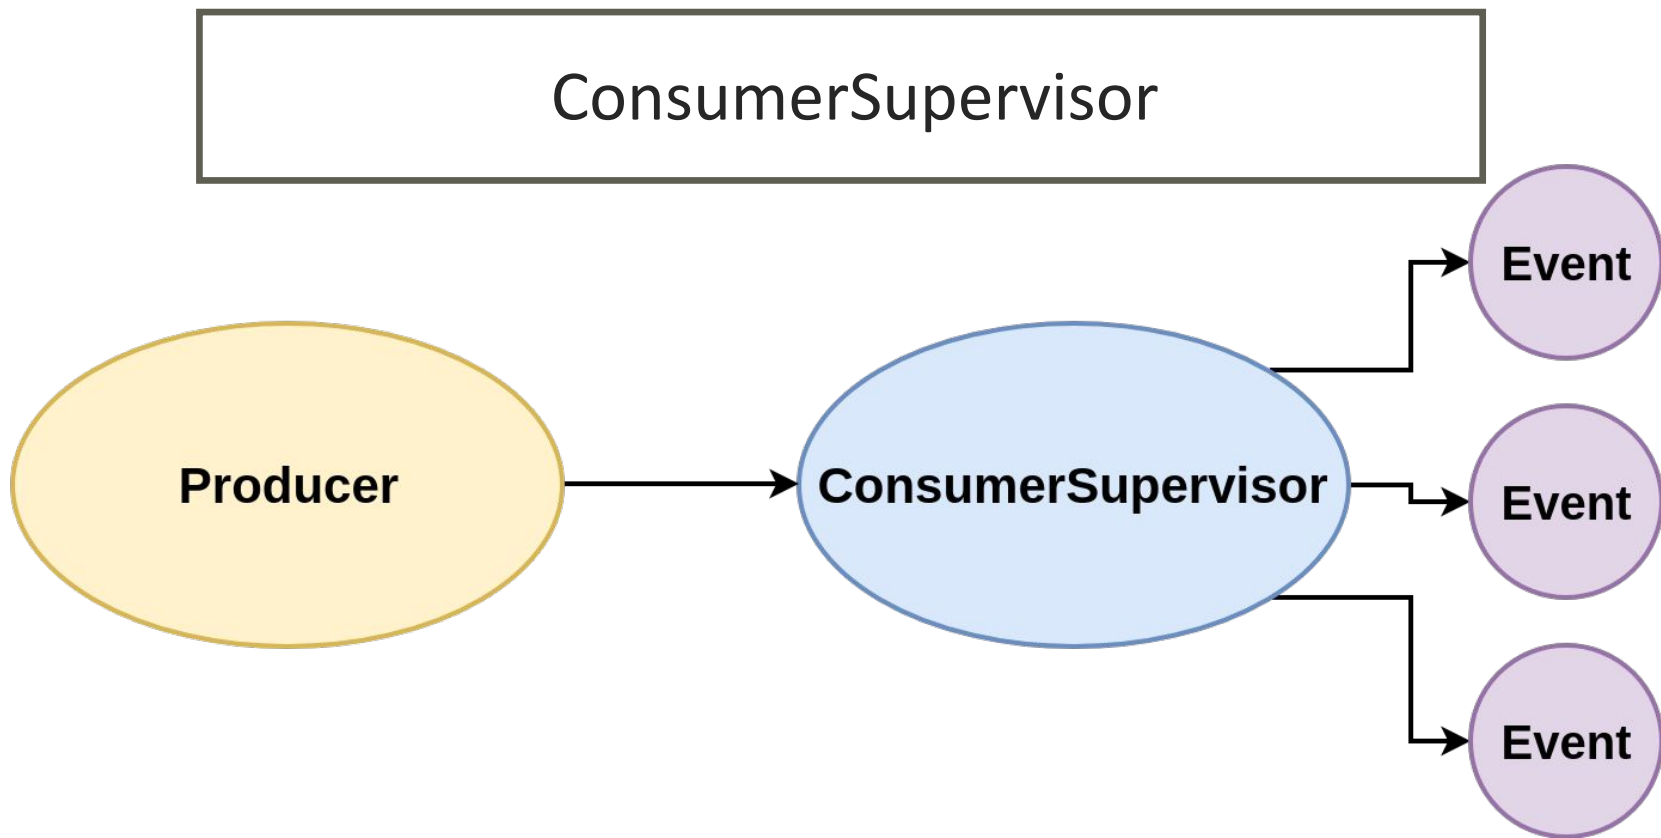 ConsumerSupervisor
Event
Producer
ConsumerSupervisor
Event
Event